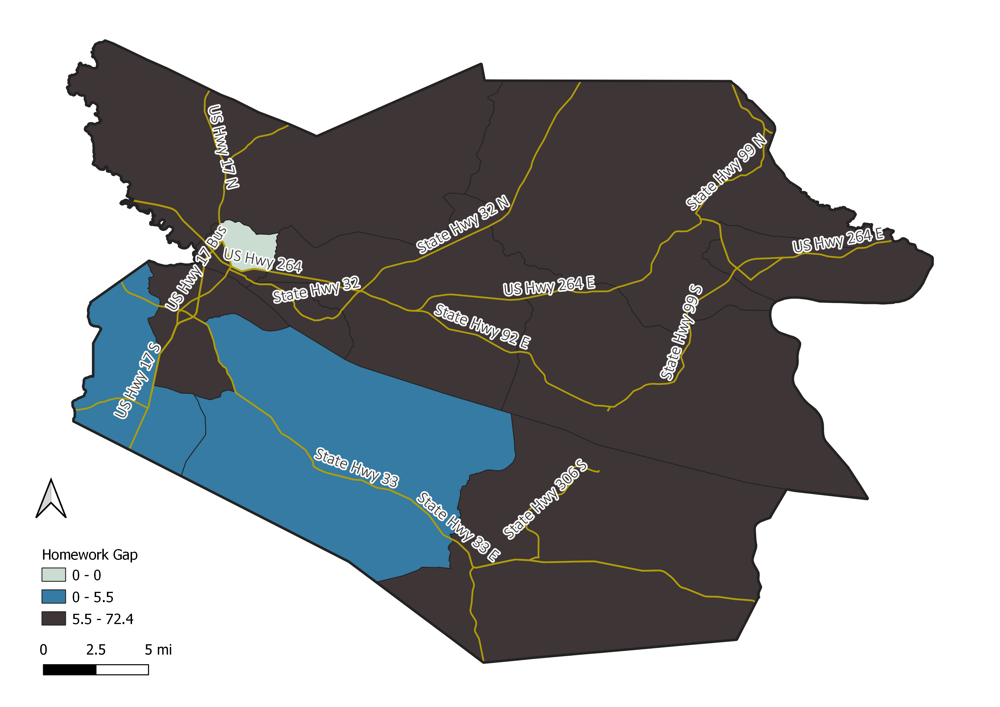 US Hwy 17 N
State Hwy 99 N
State Hwy 32 N
US Hwy 17 Bus
US Hwy 264
US Hwy 264 E
State Hwy 32
US Hwy 264 E
State Hwy 92 E
State Hwy 99 S
US Hwy 17 S
State Hwy 33
State Hwy 306 S
State Hwy 33 E
Homework Gap
0 - 0
0 - 5.5
5.5 - 72.4
0 2.5 5 mi